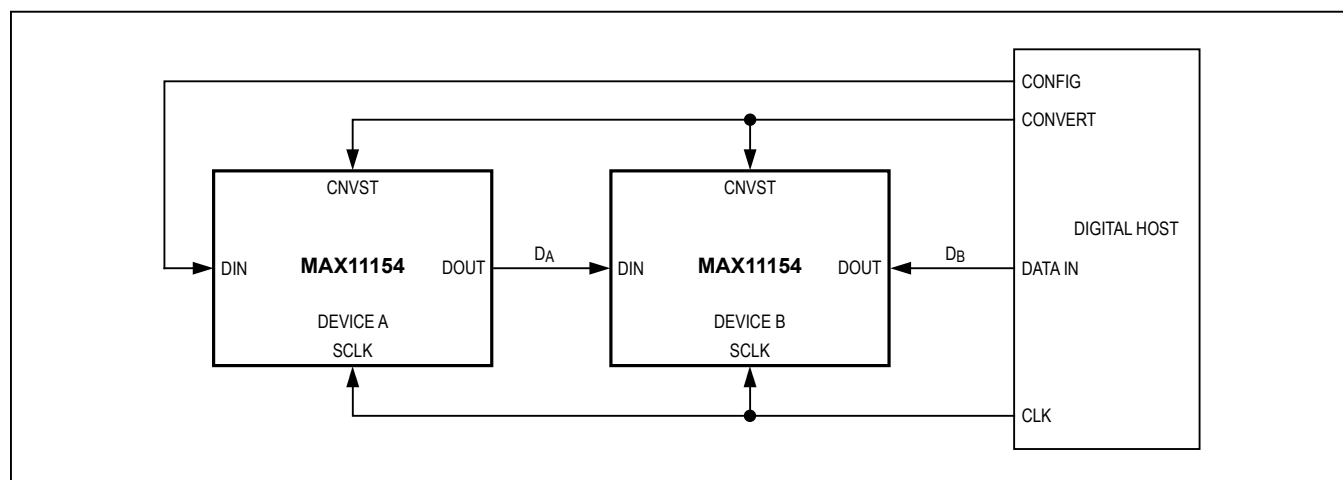 CONFIG
CONVERT
CNVST
CNVST
DIN
MAX11154
DOUT
DA
DIN
MAX11154
DOUT
DB
DATA IN
DIGITAL HOST
DEVICE A
DEVICE B
SCLK
SCLK
CLK